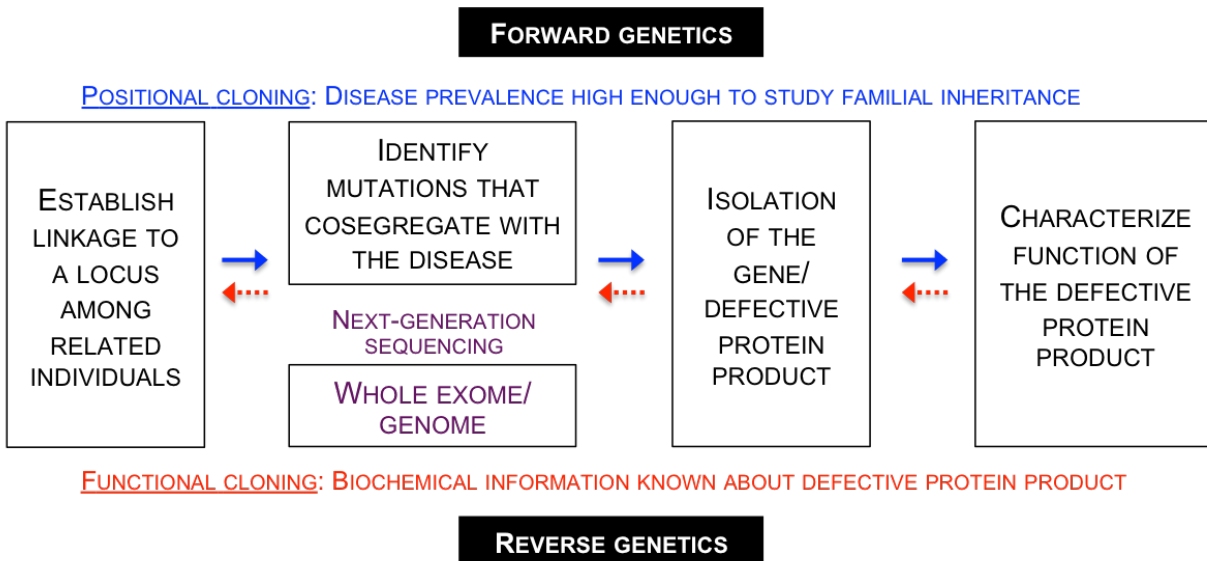 FORWARD GENETICS
POSITIONAL CLONING: DISEASE PREVALENCE HIGH ENOUGH TO STUDY FAMILIAL INHERITANCE
ESTABLISH
LINKAGE TO
A LOCUS
AMONG
RELATED
INDIVIDUALS
IDENTIFY
MUTATIONS THAT
COSEGREGATE WITH
THE DISEASE
NEXT-GENERATION
SEQUENCING
WHOLE EXOME/
GENOME
ISOLATION
OF THE
GENE/
DEFECTIVE
PROTEIN
PRODUCT
CHARACTERIZE
FUNCTION OF
THE DEFECTIVE
PROTEIN
PRODUCT
FUNCTIONAL CLONING: BIOCHEMICAL INFORMATION KNOWN ABOUT DEFECTIVE PROTEIN PRODUCT
REVERSE GENETICS